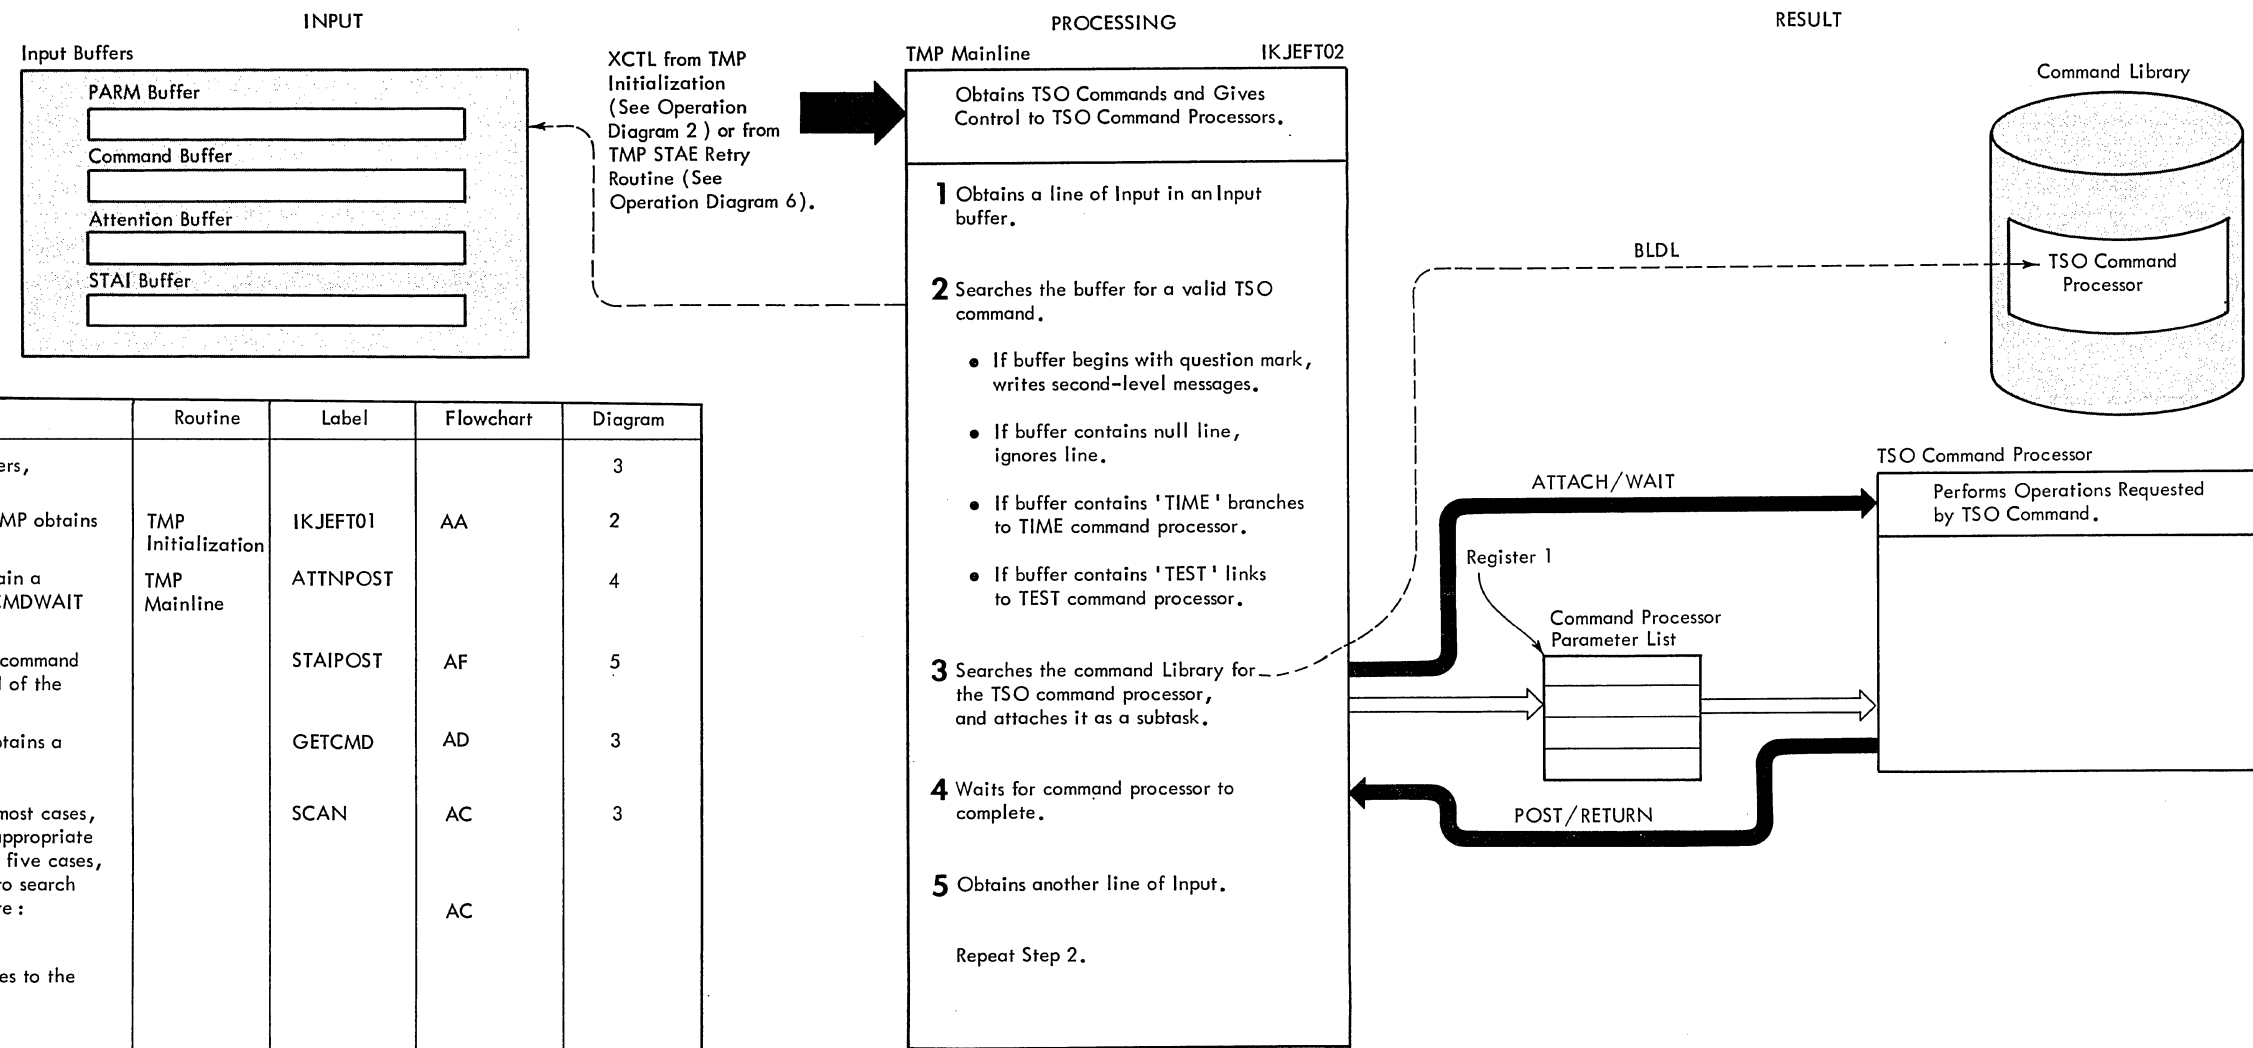 INPUT
Input Buffers
PARM Buffer
Command Buffer
Attention Buffer
STAI Buffer
XCTL from TMP
Initialization
(See Operation
Diagram 2 ) or from
TMP STAE Retry
Routine (See
Operation Diagram 6).
PROCESSING
TMP Mainline IKJEFT02
Obtains TSO Commands and Gives
Control to TSO Command Processors.
1 Obtains a line of Input in an Input
buffer.
2 Searches the buffer for a valid TSO
command.
• If buffer begins with question mark,
writes second-level messages.
• If buffer contains null line,
ignores line.
• If buffer contains 'TIME' branches
to TIME command processor.
• If buffer contains 'TEST' links
to TEST command processor.
3 Searches the command Library for
the TSO command processor,
and attaches it as a subtask.
4 Waits for command processor to
complete.
5 Obtains another line of Input.
Repeat Step 2.
RESULT
Command Library
TSO Command
Processor
BLDL
ATTACH/WAIT
Register 1
Command Processor
Parameter List
POST/RETURN
TSO Command Processor
Performs Operations Requested
by TSO Command.
Routine Label Flowchart Diagram
ers, 3
MP obtains TMP IKJEFT01 AA 2
Initialization
ain a TMP ATTNPOST 4
CMDWAIT Mainline
command STAIPOST AF 5
l of the
otains a GETCMD AD 3
most cases, SCAN AC 3
appropriate
five cases,
to search
re : AC
es to the